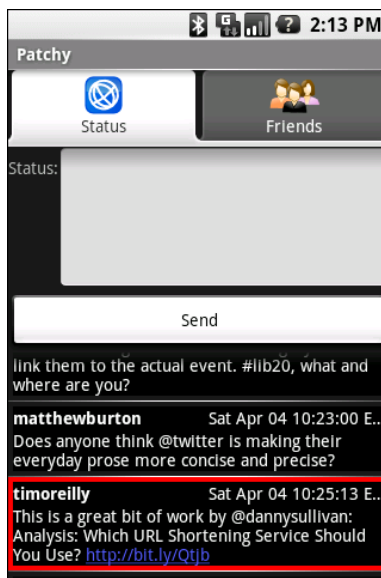 2:13 PM
Patchy
Status
Friends
Status:
Send
link them to the actual event. #lib20, what and
where are you?
matthewburton Sat Apr 04 10:23:00 E..
Does anyone think @twitter is making their
everyday prose more concise and precise?
timoreilly Sat Apr 04 10:25:13 E..
This is a great bit of work by @dannysullivan:
Analysis: Which URL Shortening Service Should
You Use? http://bit.ly/Qtjb